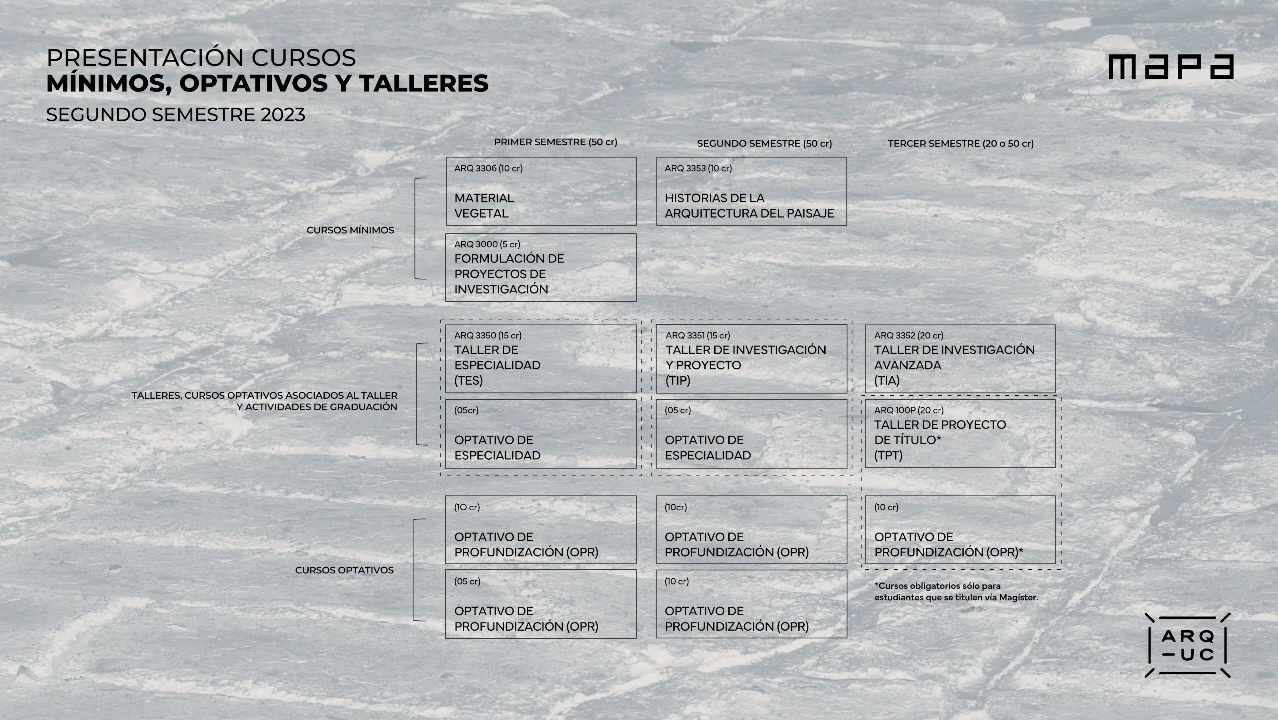 PRESENTACIÓN CURSOS
MÍNIMOS, OPTATIVOS Y TALLERES
SEGUNDO SEMESTRE 2023
mapa
PRIMER SEMESTRE (50 cr)
SEGUNDO SEMESTRE (50 cr)
TERCER SEMESTRE (20 o 50 cr)
CURSOS MÍNIMOS
ARQ 3306 (10 cr)
MATERIAL
VEGETAL
ARQ 3353 (10 cr)
HISTORIAS DE LA
ARQUITECTURA DEL PAISAJE
ARQ 3000 (5 cr)
FORMULACIÓN DE
PROYECTOS DE
INVESTIGACIÓN
TALLERES, CURSOS OPTATIVOS ASOCIADOS AL TALLER
Y ACTIVIDADES DE GRADUACIÓN
ARQ 3350 (15 cr)
TALLER DE
ESPECIALIDAD
(TES)
ARQ 3351 (15 cr)
TALLER DE INVESTIGACIÓN
Y PROYECTO
(TIP)
ARQ 3352 (20 cr)
TALLER DE INVESTIGACIÓN
AVANZADA
(TIA)
(05cr)
OPTATIVO DE
ESPECIALIDAD
(05 cr)
OPTATIVO DE
ESPECIALIDAD
ARQ 100P (20 cr)
TALLER DE PROYECTO
DE TÍTULO*
(TPT)
CURSOS OPTATIVOS
(10 cr)
OPTATIVO DE
PROFUNDIZACIÓN (OPR)
(10cr)
OPTATIVO DE
PROFUNDIZACIÓN (OPR)
(10 cr)
OPTATIVO DE
PROFUNDIZACIÓN (OPR)*
(05 cr)
OPTATIVO DE
PROFUNDIZACIÓN (OPR)
(10 cr)
OPTATIVO DE
PROFUNDIZACIÓN (OPR)
*Cursos obligatorios sólo para
estudiantes que se titulen vía Magíster.
ARQ
–UC